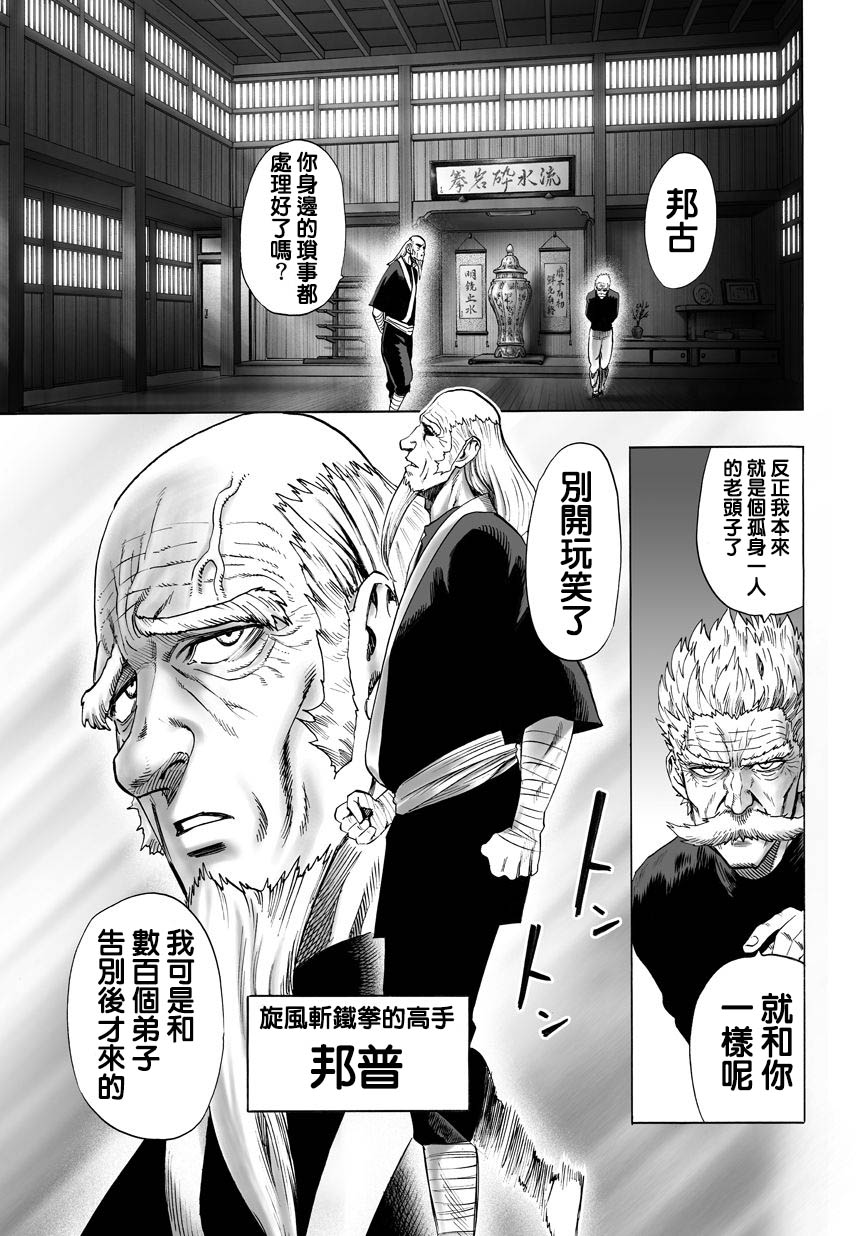 邦古
你身邊的瑣事都
處理好了嗎？
流水碎岩拳
明鏡止水
反正我本來
就是個孤身一人
的老頭子了
就和你
一樣呢
別開玩笑了
トン
トン
旋風斬鐵拳的高手
邦普
我可是和
數百個弟子
告別後才來的